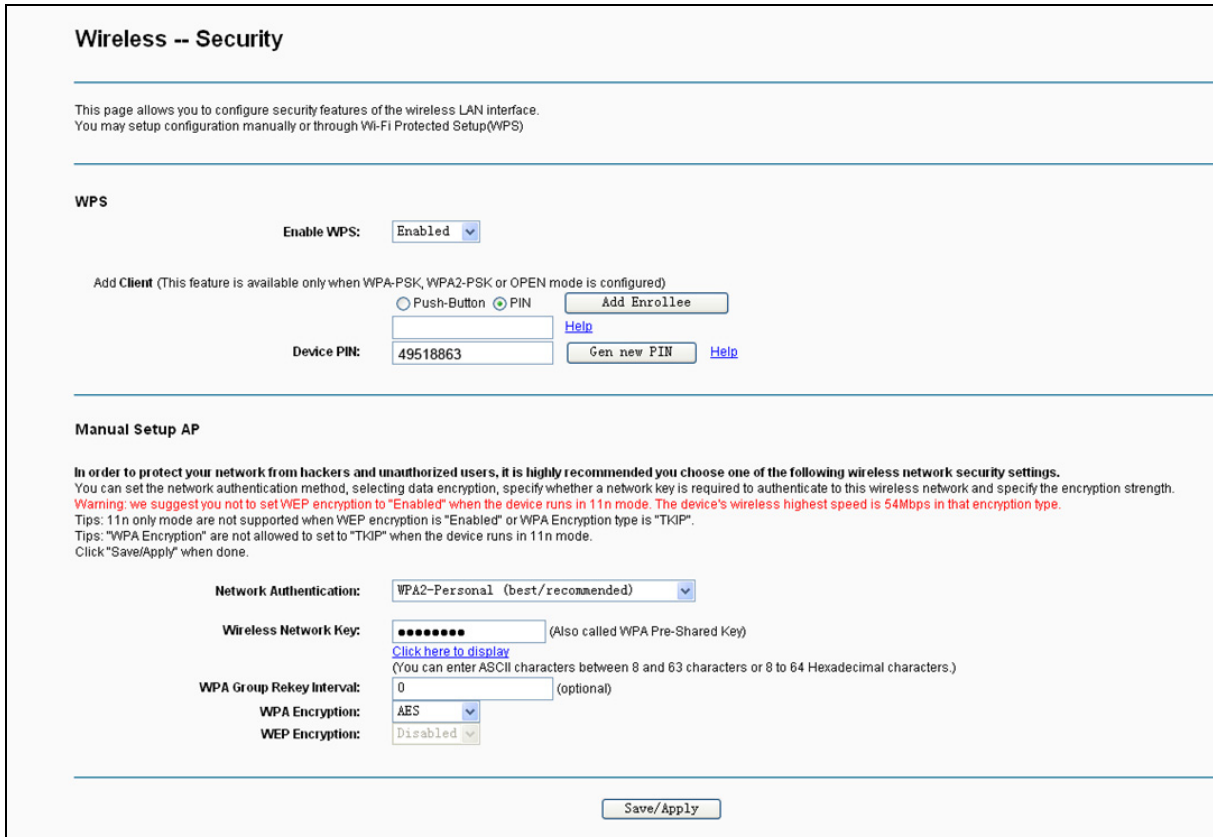 Wireless -- Security
This page allows you to configure security features of the wireless LAN interface.
You may setup configuration manually or through Wi-Fi Protected Setup(WPS)
WPS
Enable WPS: Enabled
Add Client (This feature is available only when WPA-PSK, WPA2-PSK or OPEN mode is configured)
Push-Button PIN Add Enrollee
Help
Device PIN: 49518863 Gen new PIN Help
Manual Setup AP
In order to protect your network from hackers and unauthorized users, it is highly recommended you choose one of the following wireless network security settings.
You can set the network authentication method, selecting data encryption, specify whether a network key is required to authenticate to this wireless network and specify the encryption strength.
Warning: we suggest you not to set WEP encryption to "Enabled" when the device runs in 11n mode. The device's wireless highest speed is 54Mbps in that encryption type.
Tips: 11n only mode are not supported when WEP encryption is "Enabled" or WPA Encryption type is "TKIP".
Tips: "WPA Encryption" are not allowed to set to "TKIP" when the device runs in 11n mode.
Click "Save/Apply" when done.
Network Authentication: WPA2-Personal (best/recommended)
Wireless Network Key: ●●●●●●●● (Also called WPA Pre-Shared Key)
Click here to display
(You can enter ASCII characters between 8 and 63 characters or 8 to 64 Hexadecimal characters.)
WPA Group Rekey Interval: 0 (optional)
WPA Encryption: AES
WEP Encryption: Disabled
Save/Apply